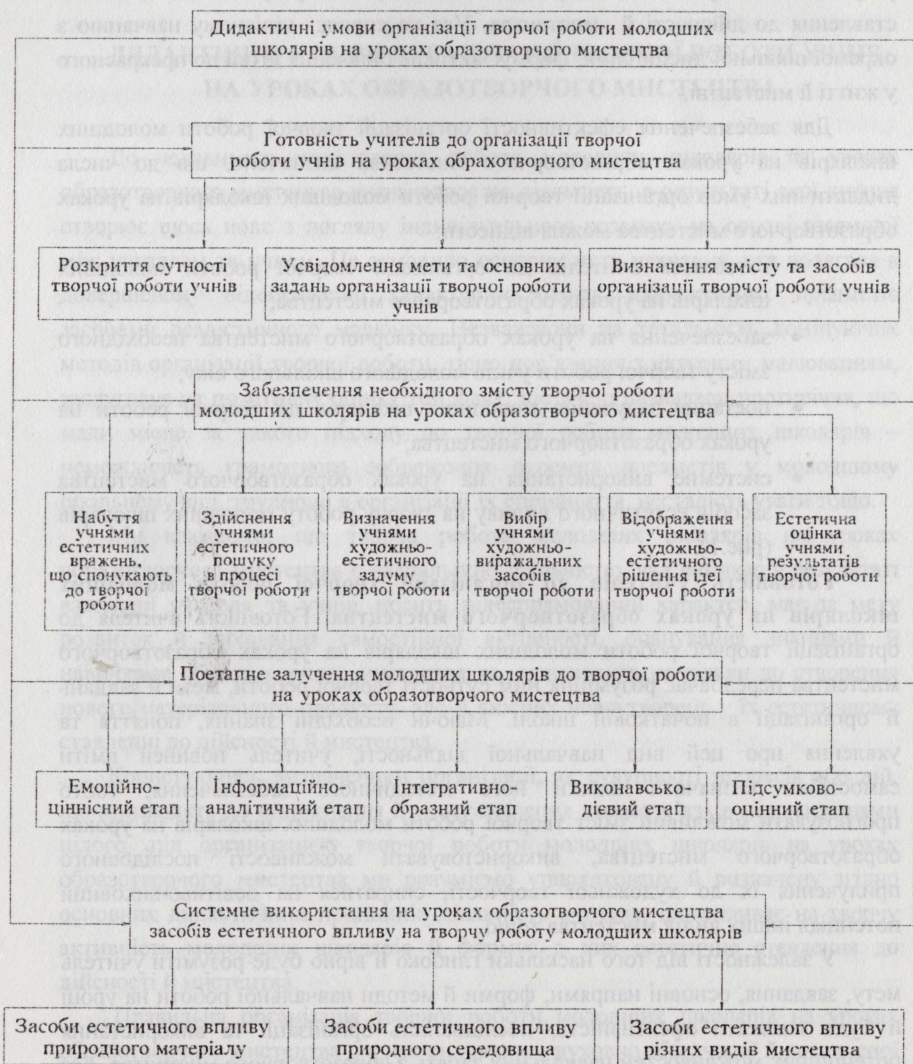 Дидактичні умови організації творчої роботи молодших
школярів на уроках образотворчого мистецтва
Готовність учителів до організації творчої
роботи учнів на уроках обрахотворчого мистецтва
Розкриття сутності
творчої роботи учнів
Усвідомлення мети та основних
задань організації творчої роботи
учнів
Визначення змісту та засобів
організації творчої роботи учнів
Забезпечення необхідного змісту творчої роботи
молодших школярів на уроках образотворчого мистецтва
Набуття
учнями
естетичних
вражень,
що спонукають
до творчої
роботи
Здійснення
учнями
естетичного
пошуку
в процесі
творчої роботи
Визначення
учнями
художньо-
естетичного
задуму
творчої роботи
Вибір
учнями
художньо-
виражальних
засобів
творчої роботи
Відображення
учнями
художньо-
естетичного
рішення ідеї
творчої роботи
Естетична
оцінка
учнями
результатів
творчої роботи
Поетапне залучення молодших школярів до творчої роботи
на уроках образотворчого мистецтва
Емоційно-
ціннісний етап
Інформаційно-
аналітичний етап
Інтегративно-
образний етап
Виконавсько-
дієвий етап
Підсумково-
оцінний етап
Системне використання на уроках образотворчого мистецтва
засобів естетичного впливу на творчу роботу молодших школярів
Засоби естетичного впливу
природного матеріалу
Засоби естетичного впливу
природного середовища
Засоби естетичного впливу
різних видів мистецтва